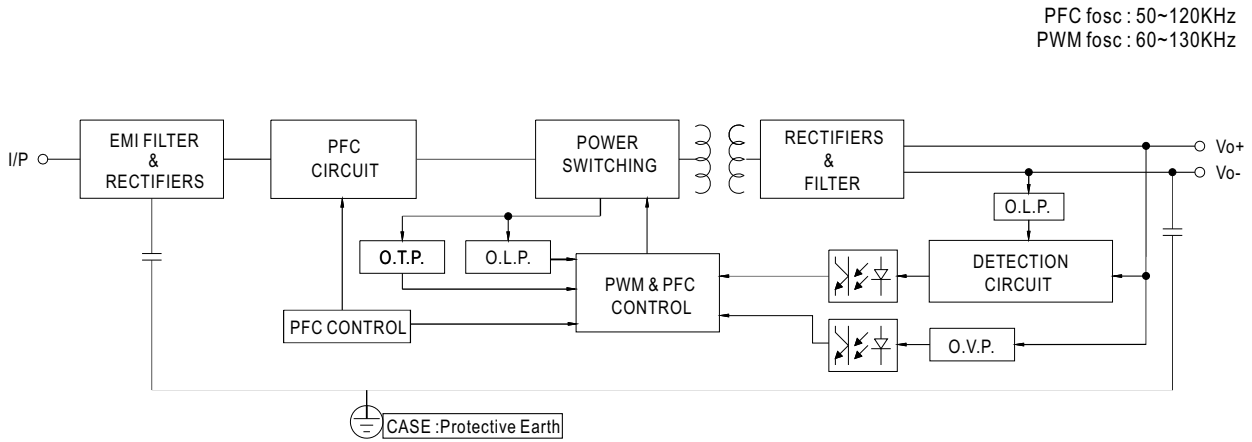 PFC fosc : 50~120KHz
PWM fosc : 60~130KHz
I/P
EMI FILTER
&
RECTIFIERS
PFC
CIRCUIT
POWER
SWITCHING
RECTIFIERS
&
FILTER
Vo+
Vo-
O.L.P.
O.T.P.
O.L.P.
DETECTION
CIRCUIT
PWM & PFC
CONTROL
PFC CONTROL
O.V.P.
CASE :Protective Earth